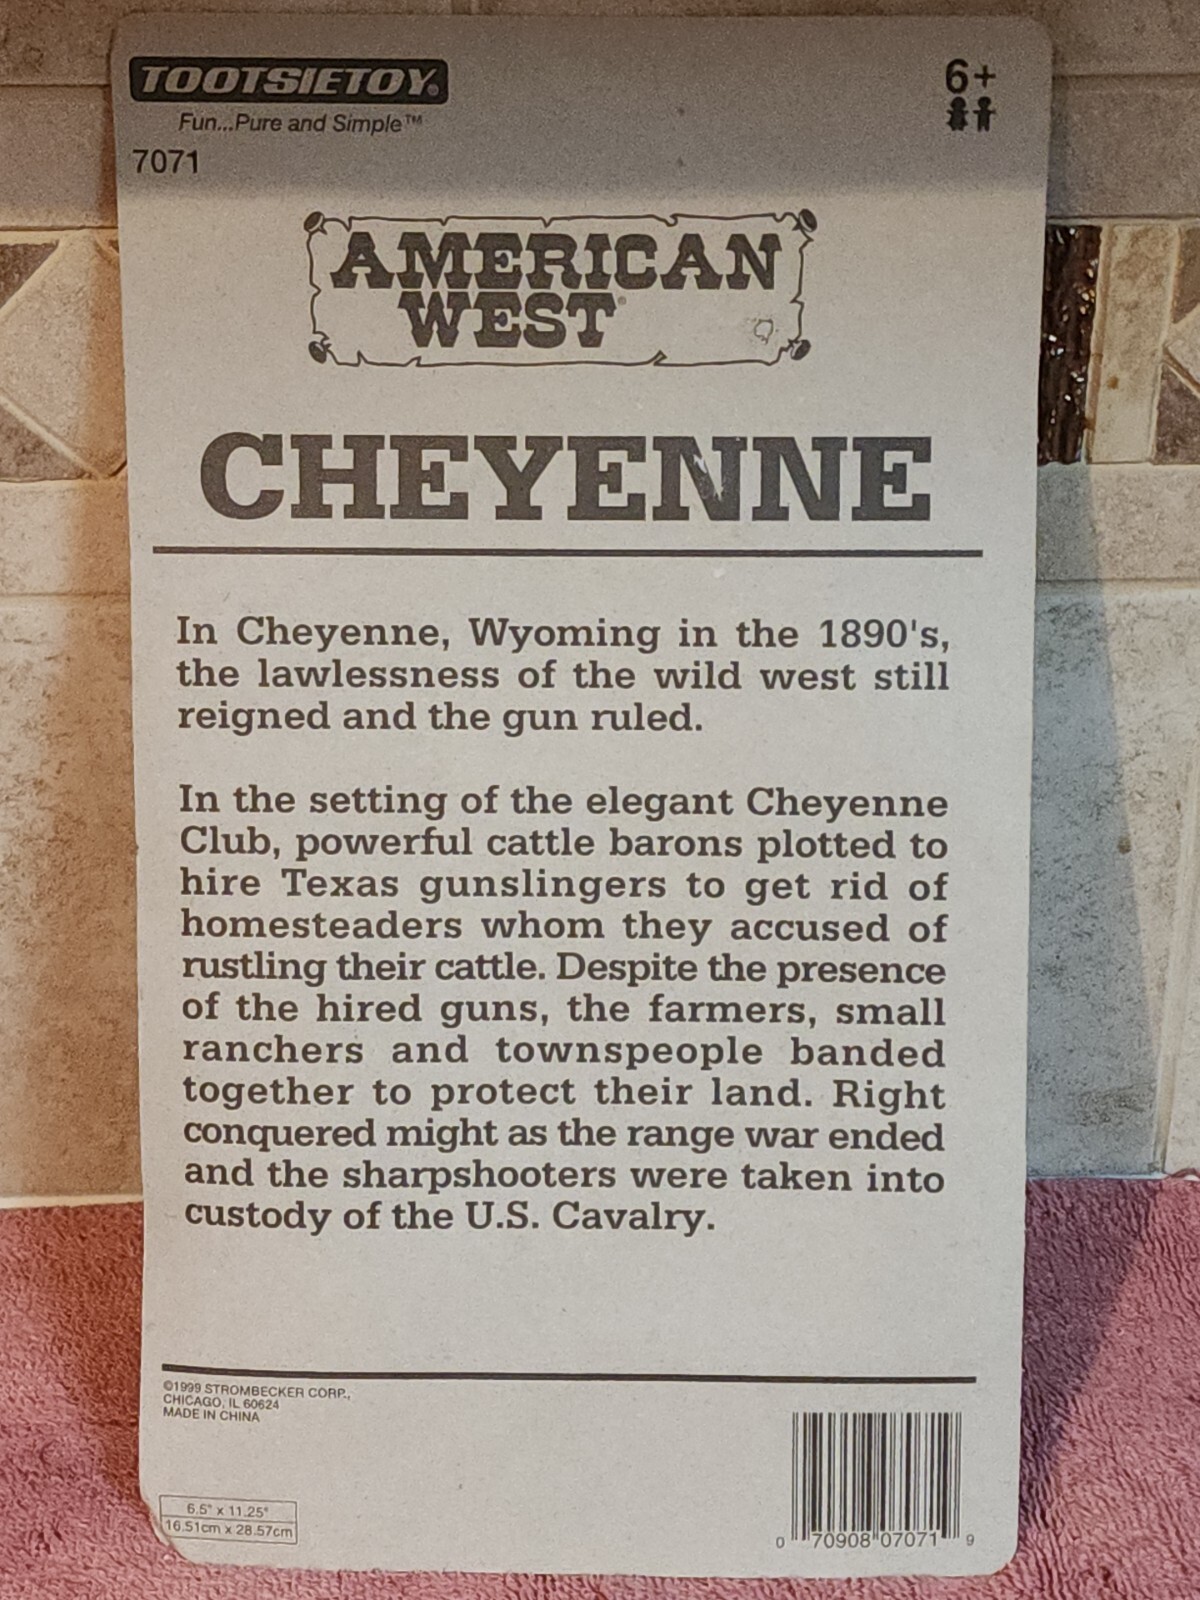 TOOTSIETOY®
Fun...Pure and Simple™
7071
6+
AMERICAN
WEST®
CHEYENNE
In Cheyenne, Wyoming in the 1890's,
the lawlessness of the wild west still
reigned and the gun ruled.
In the setting of the elegant Cheyenne
Club, powerful cattle barons plotted to
hire Texas gunslingers to get rid of
homesteaders whom they accused of
rustling their cattle. Despite the presence
of the hired guns, the farmers, small
ranchers and townspeople banded
together to protect their land. Right
conquered might as the range war ended
and the sharpshooters were taken into
custody of the U.S. Cavalry.
©1999 STROMBECKER CORP.,
CHICAGO, IL 60624
MADE IN CHINA
6.5" x 11.25"
16.51cm x 28.57cm
0 70908 07071 9